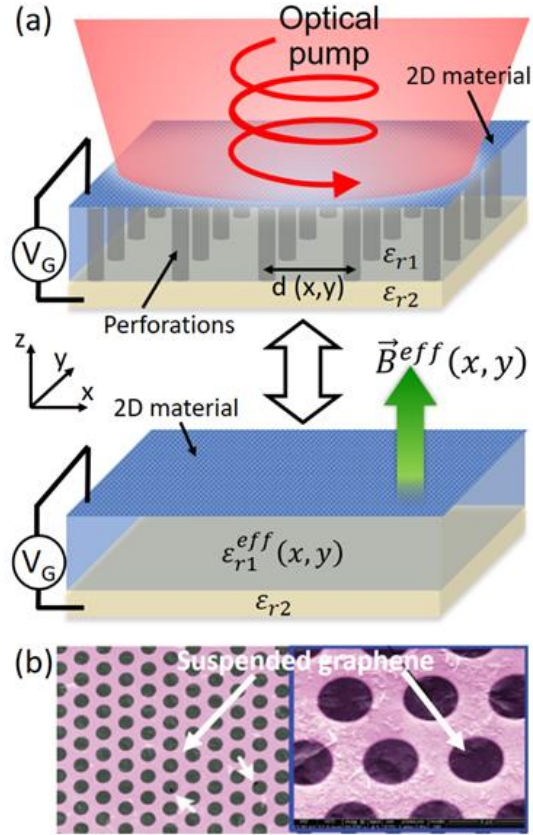 (a)
Optical
pump
2D material
V_G
ε_r1
d (x,y)
ε_r2
Perforations
z
y
x
B⃗^eff(x, y)
2D material
V_G
ε_r1^eff(x, y)
ε_r2
(b)
Suspended graphene